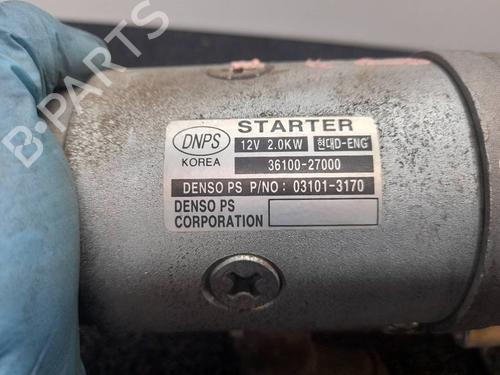 B-PARTS
STARTER
DNPS
12V 2.0KW 현대D-ENG
KOREA
36100-27000
DENSO PS P/NO: 03101-3170
DENSO PS
CORPORATION